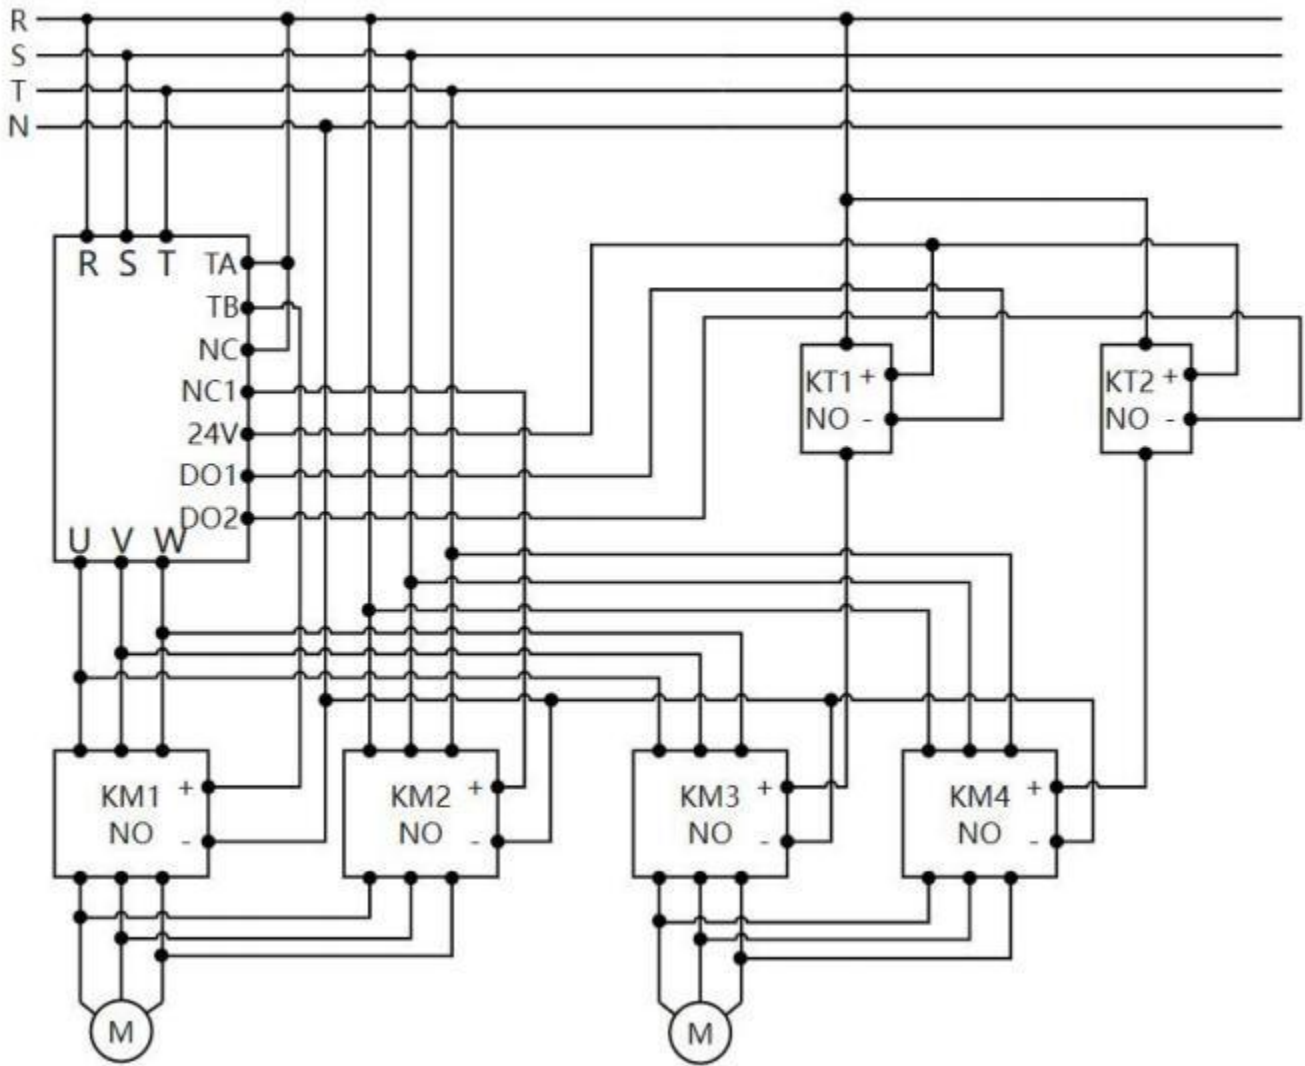 R
S
T
N
R S T
TA
TB
NC
NC1
24V
DO1
DO2
U V W
KT1 +
NO -
KT2 +
NO -
KM1 +
NO -
KM2 +
NO -
KM3 +
NO -
KM4 +
NO -
M
M